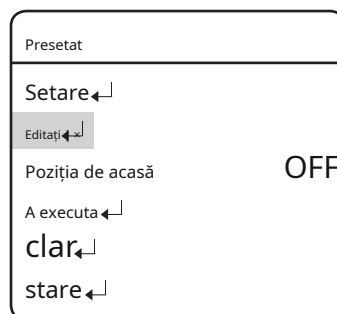 Presetat
Setare
Editați ×
Poziția de acasă OFF
A executa
clar
stare